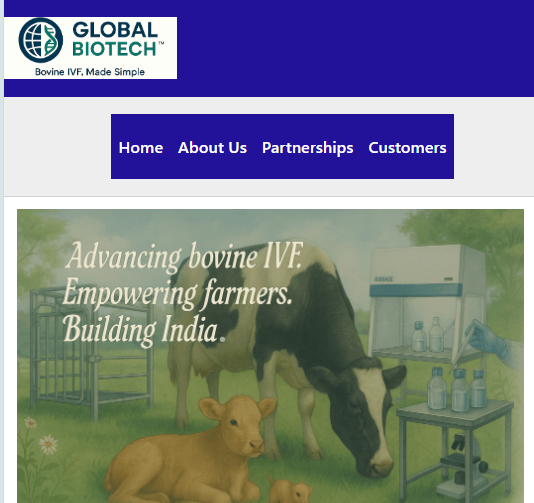 GLOBAL
BIOTECH™
Bovine IVF, Made Simple
Home About Us Partnerships Customers
Advancing bovine IVF.
Empowering farmers.
Building India.